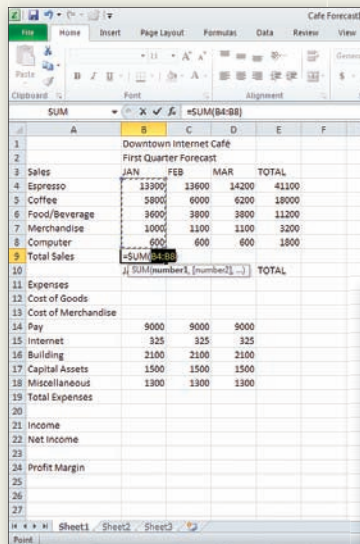 Cafe Forecast
File Home Insert Page Layout Formulas Data Review View
Paste
B I U
Clipboard Font Alignment
SUM =SUM(B4:B8)
A B C D E F
1 Downtown Internet Café
2 First Quarter Forecast
3 Sales JAN FEB MAR TOTAL
4 Espresso 13300 13600 14200 41100
5 Coffee 5800 6000 6200 18000
6 Food/Beverage 3600 3800 3800 11200
7 Merchandise 1000 1100 1100 3200
8 Computer 600 600 600 1800
9 Total Sales =SUM(B4:B8)
10 SUM(number1, [number2], ...) TOTAL
11 Expenses
12 Cost of Goods
13 Cost of Merchandise
14 Pay 9000 9000 9000
15 Internet 325 325 325
16 Building 2100 2100 2100
17 Capital Assets 1500 1500 1500
18 Miscellaneous 1300 1300 1300
19 Total Expenses
20
21 Income
22 Net Income
23
24 Profit Margin
25
26
27
Sheet1 Sheet2 Sheet3
Point